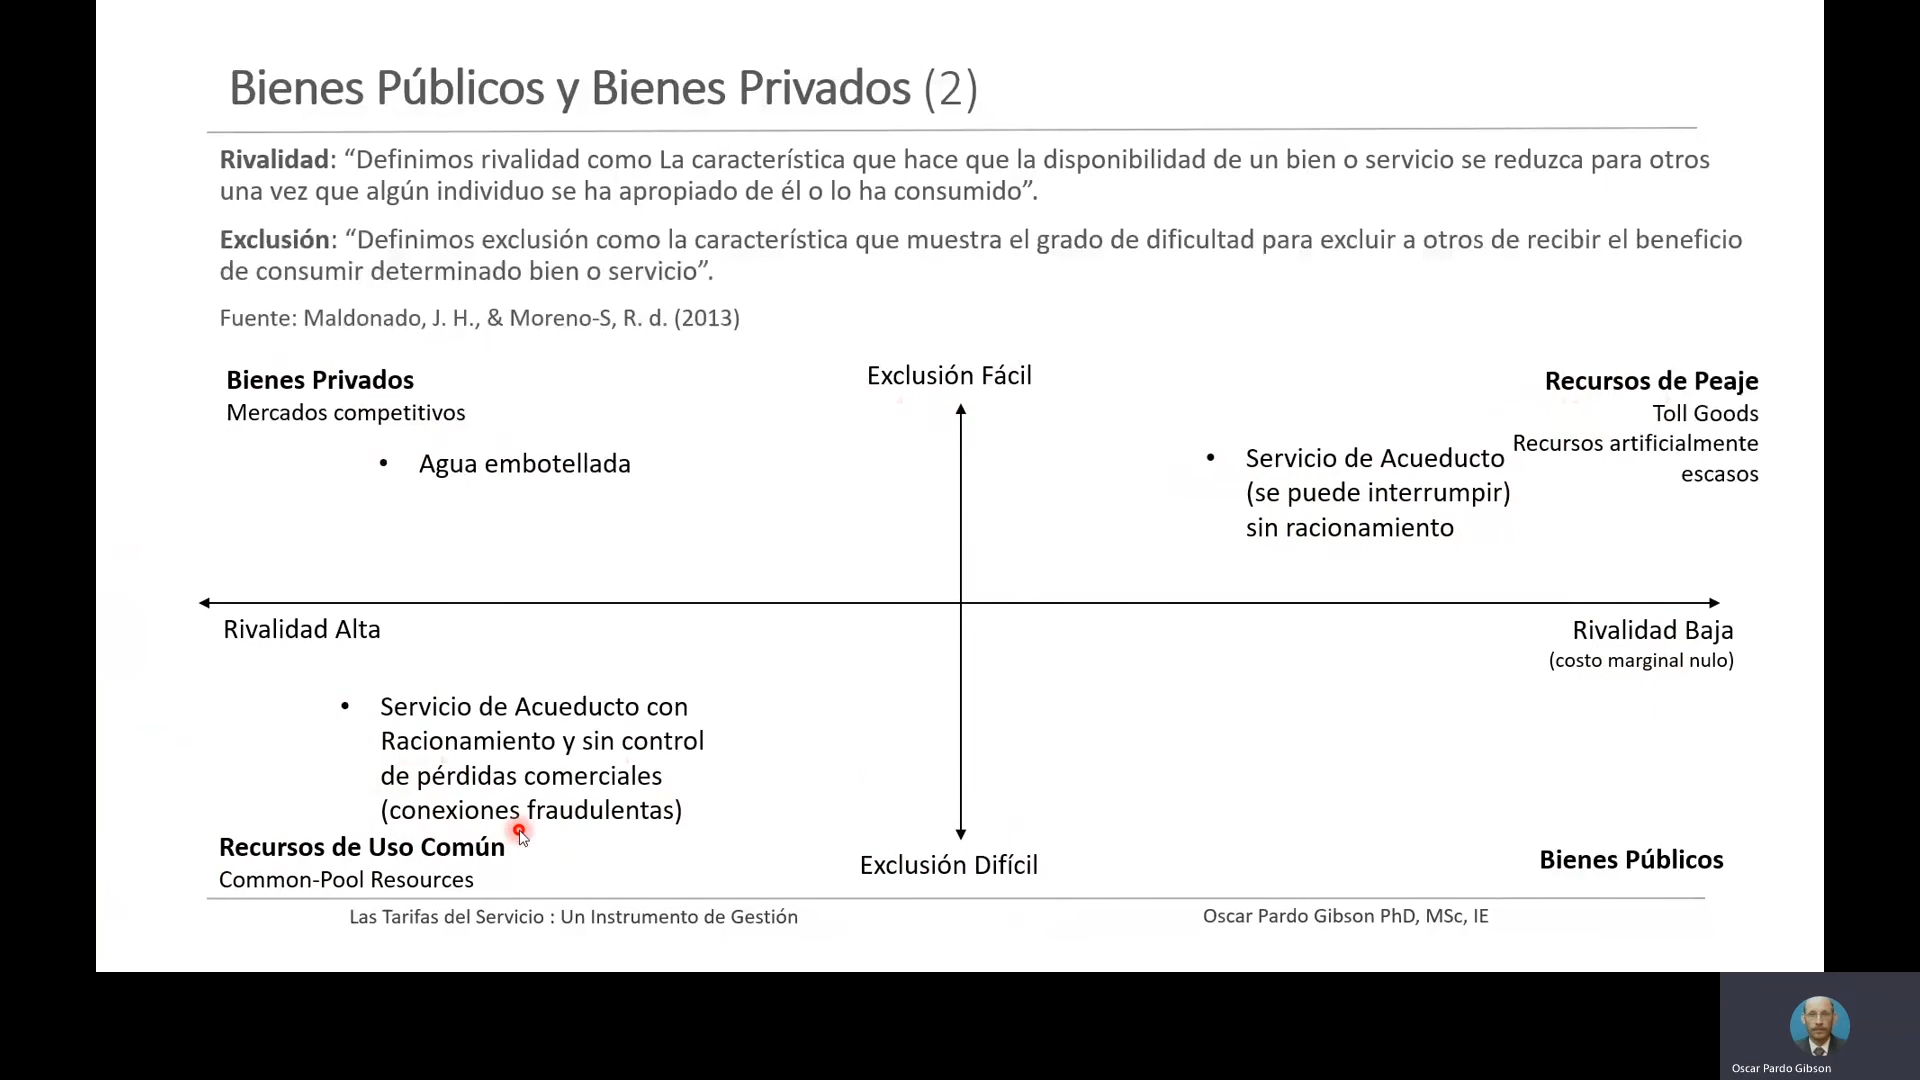 Bienes Públicos y Bienes Privados (2)
Rivalidad: “Definimos rivalidad como La característica que hace que la disponibilidad de un bien o servicio se reduzca para otros
una vez que algún individuo se ha apropiado de él o lo ha consumido”.
Exclusión: “Definimos exclusión como la característica que muestra el grado de dificultad para excluir a otros de recibir el beneficio
de consumir determinado bien o servicio”.
Fuente: Maldonado, J. H., & Moreno-S, R. d. (2013)
Bienes Privados
Mercados competitivos
• Agua embotellada
Exclusión Fácil
Recursos de Peaje
Toll Goods
Recursos artificialmente
escasos
• Servicio de Acueducto
(se puede interrumpir)
sin racionamiento
Rivalidad Alta
Rivalidad Baja
(costo marginal nulo)
• Servicio de Acueducto con
Racionamiento y sin control
de pérdidas comerciales
(conexiones fraudulentas)
Recursos de Uso Común
Common-Pool Resources
Exclusión Difícil
Bienes Públicos
Las Tarifas del Servicio : Un Instrumento de Gestión
Oscar Pardo Gibson PhD, MSc, IE
Oscar Pardo Gibson